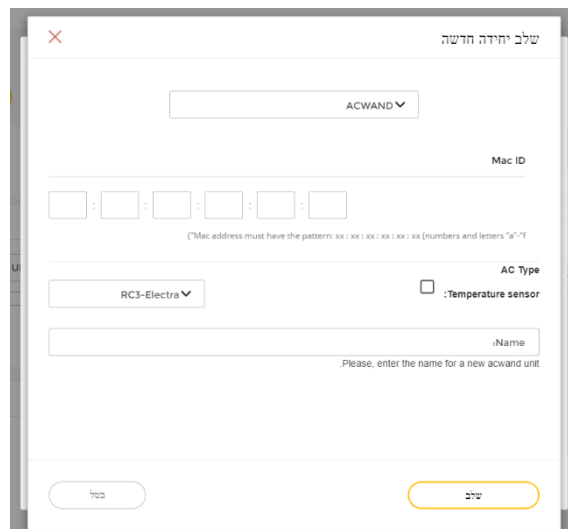 שלב יחידה חדשה
ACWAND
Mac ID
: : : : :
("Mac address must have the pattern: xx : xx : xx : xx : xx : xx (numbers and letters "a"-"f
AC Type
:Temperature sensor
RC3-Electra
:Name
.Please, enter the name for a new acwand unit
שלב
בטל